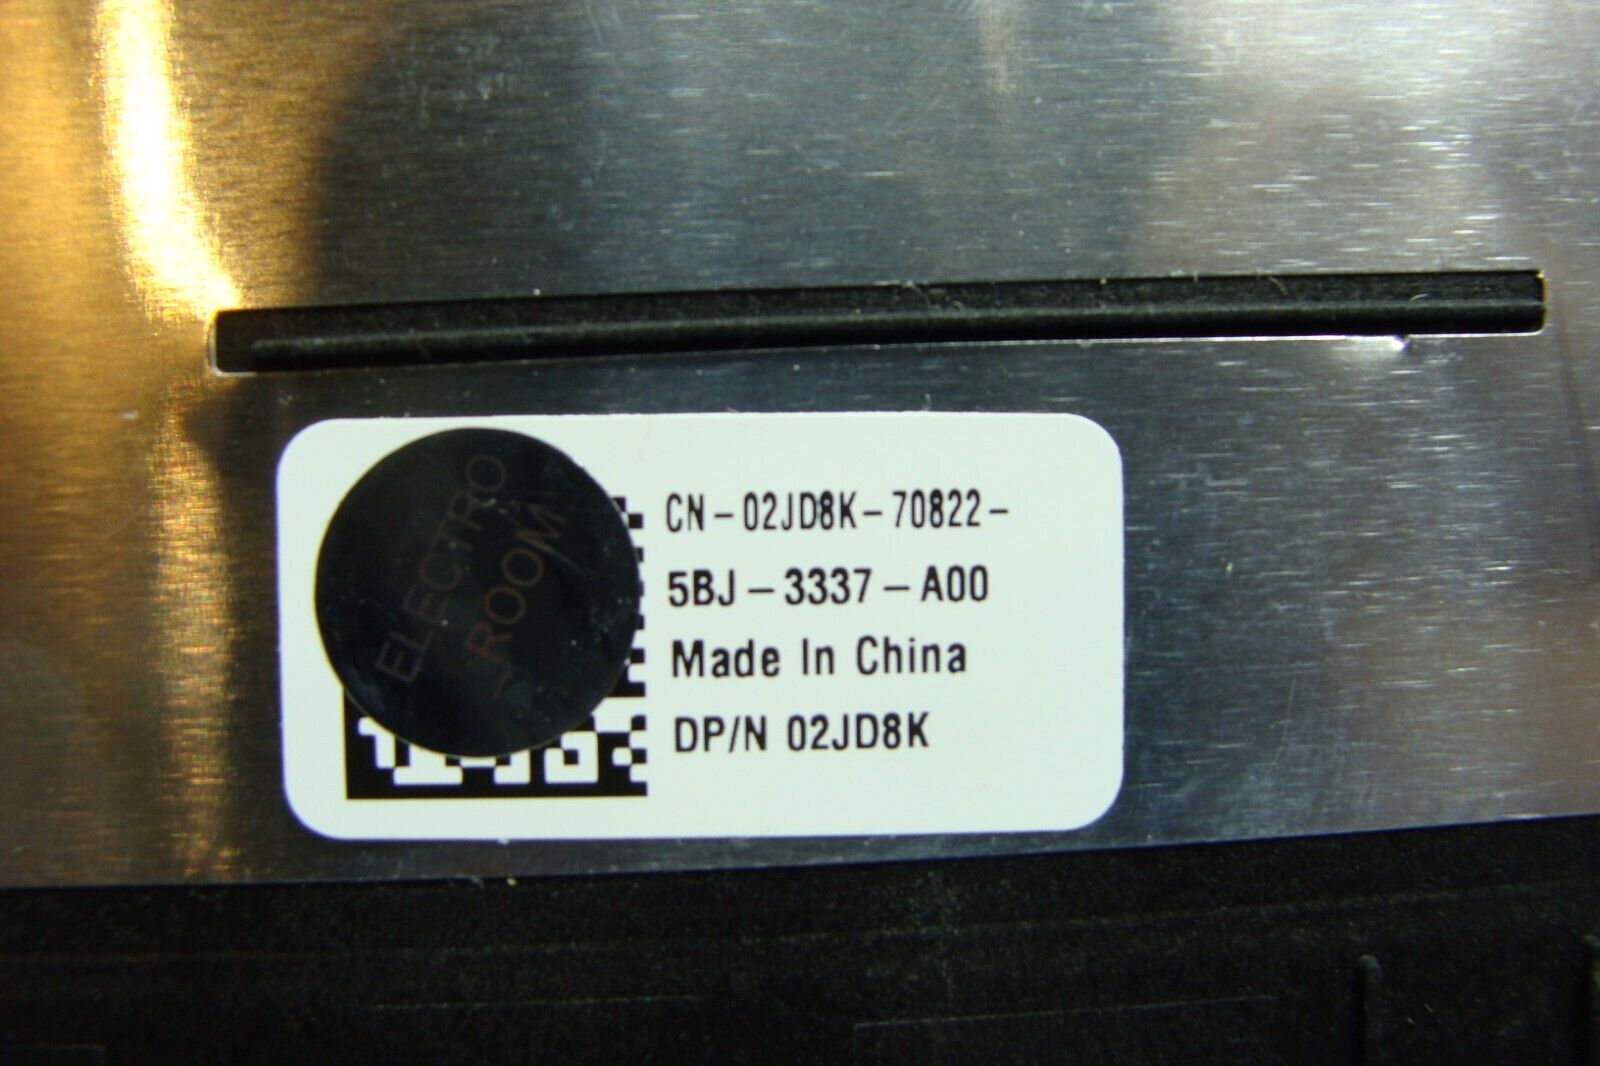 ELECTRO
ROOM
CN-02JD8K-70822-
5BJ-3337-A00
Made In China
DP/N 02JD8K